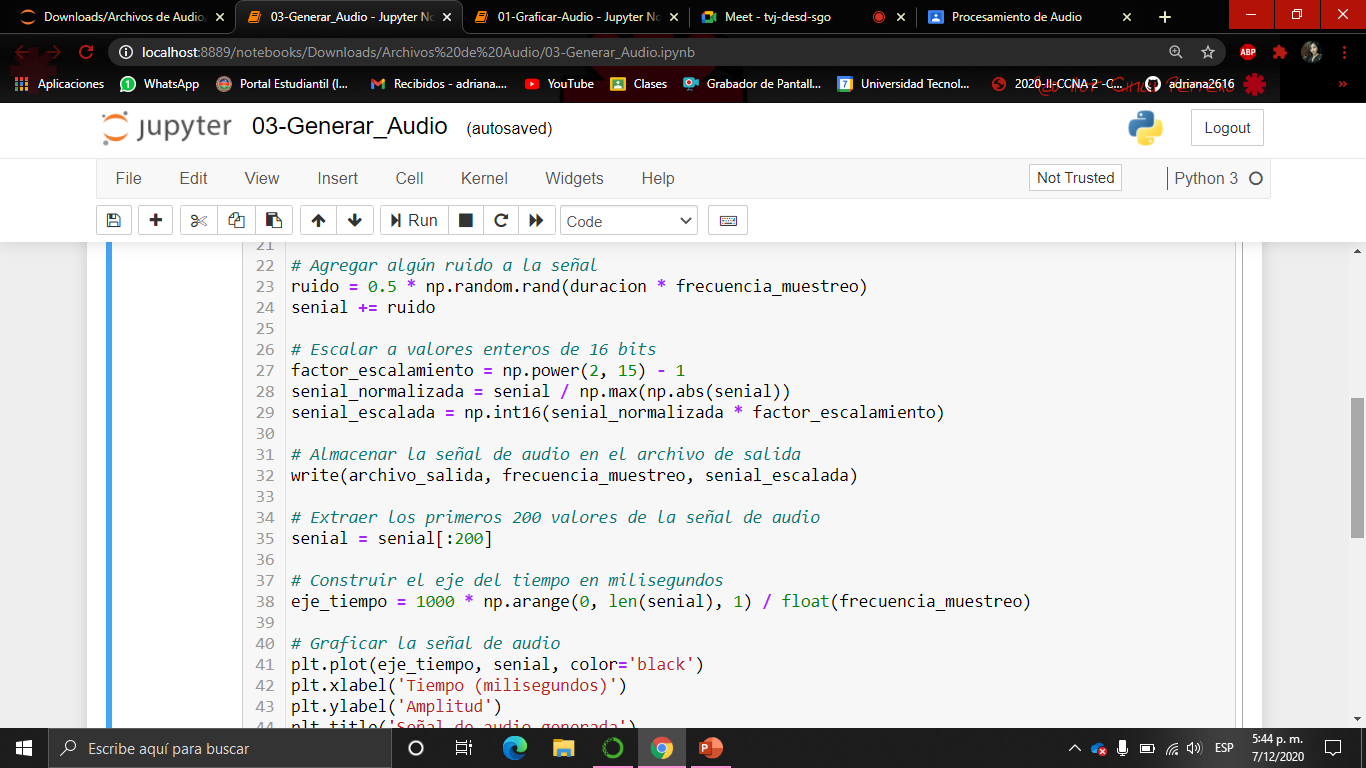 Downloads/Archivos de Audio/
03-Generar_Audio - Jupyter No
01-Graficar-Audio - Jupyter No
Meet - tvj-desd-sgo
Procesamiento de Audio
localhost:8889/notebooks/Downloads/Archivos%20de%20Audio/03-Generar_Audio.ipynb
ABP
Aplicaciones
WhatsApp
Portal Estudiantil (I...
Recibidos - adriana....
YouTube
Clases
Grabador de Pantall...
7
Universidad Tecnol...
2020-II-CCNA 2 -C...
adriana2616
»
jupyter 03-Generar_Audio (autosaved)
Logout
File Edit View Insert Cell Kernel Widgets Help
Not Trusted
Python 3
Run
Code
21
22 # Agregar algún ruido a la señal
23 ruido = 0.5 * np.random.rand(duracion * frecuencia_muestreo)
24 senial += ruido
25
26 # Escalar a valores enteros de 16 bits
27 factor_escalamiento = np.power(2, 15) - 1
28 senial_normalizada = senial / np.max(np.abs(senial))
29 senial_escalada = np.int16(senial_normalizada * factor_escalamiento)
30
31 # Almacenar la señal de audio en el archivo de salida
32 write(archivo_salida, frecuencia_muestreo, senial_escalada)
33
34 # Extraer los primeros 200 valores de la señal de audio
35 senial = senial[:200]
36
37 # Construir el eje del tiempo en milisegundos
38 eje_tiempo = 1000 * np.arange(0, len(senial), 1) / float(frecuencia_muestreo)
39
40 # Graficar la señal de audio
41 plt.plot(eje_tiempo, senial, color='black')
42 plt.xlabel('Tiempo (milisegundos)')
43 plt.ylabel('Amplitud')
44 plt.title('Señal de audio generada')
Escribe aquí para buscar
ESP
5:44 p. m.
7/12/2020